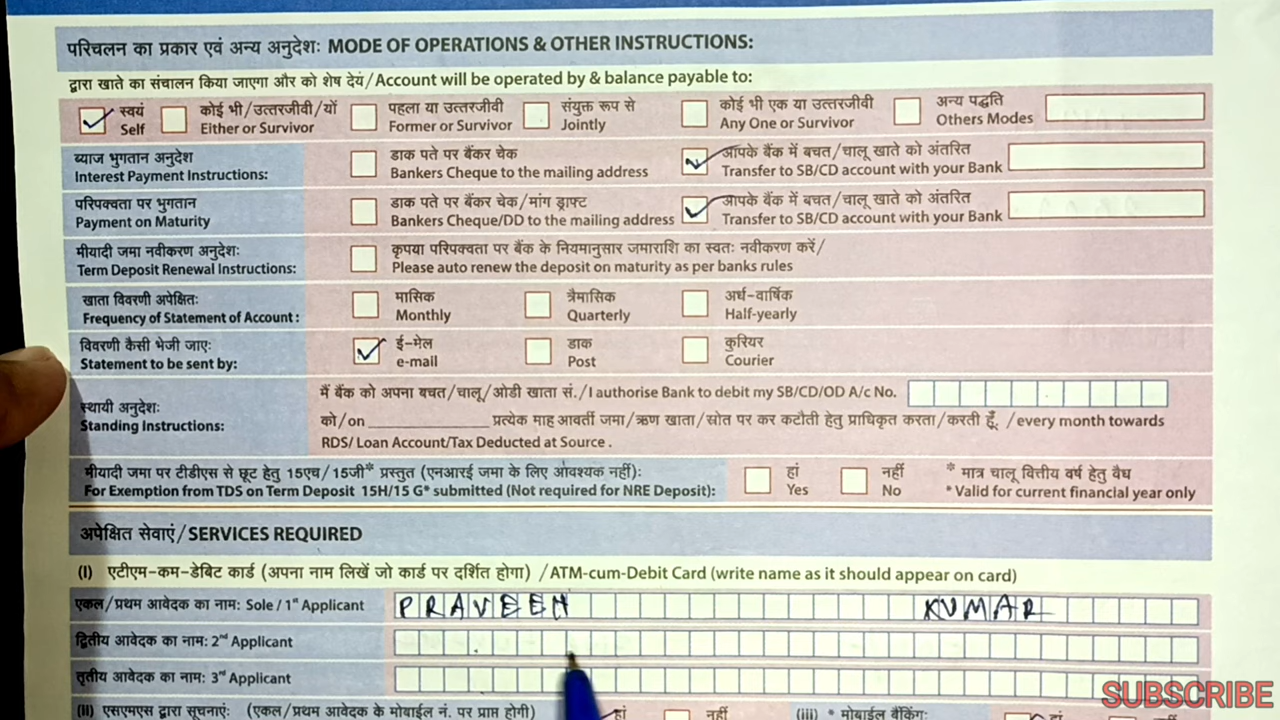 परिचलन का प्रकार एवं अन्य अनुदेशः MODE OF OPERATIONS & OTHER INSTRUCTIONS:
द्वारा खाते का संचालन किया जाएगा और को शेष देय/Account will be operated by & balance payable to:
स्वयं कोई भी/उत्तरजीवी/यों पहला या उत्तरजीवी संयुक्त रूप से कोई भी एक या उत्तरजीवी अन्य पद्धति
Self Either or Survivor Former or Survivor Jointly Any One or Survivor Others Modes
ब्याज भुगतान अनुदेश डाक पते पर बैंकर चेक आपके बैंक में बचत/चालू खाते को अंतरित
Interest Payment Instructions: Bankers Cheque to the mailing address Transfer to SB/CD account with your Bank
परिपक्वता पर भुगतान डाक पते पर बैंकर चेक/मांग ड्राफ्ट आपके बैंक में बचत/चालू खाते को अंतरित
Payment on Maturity Bankers Cheque/DD to the mailing address Transfer to SB/CD account with your Bank
मीयादी जमा नवीकरण अनुदेशः कृपया परिपक्वता पर बैंक के नियमानुसार जमाराशि का स्वतः नवीकरण करें/
Term Deposit Renewal Instructions: Please auto renew the deposit on maturity as per banks rules
खाता विवरणी अपेक्षितः मासिक त्रैमासिक अर्ध-वार्षिक
Frequency of Statement of Account : Monthly Quarterly Half-yearly
विवरणी कैसी भेजी जाएः ई-मेल डाक कुरियर
Statement to be sent by: e-mail Post Courier
मैं बैंक को अपना बचत/चालू/ओडी खाता सं./I authorise Bank to debit my SB/CD/OD A/c No.
स्थायी अनुदेशः को/on ____________ प्रत्येक माह आवर्ती जमा/ऋण खाता/स्रोत पर कर कटौती हेतु प्राधिकृत करता/करती हूँ. /every month towards
Standing Instructions: RDS/ Loan Account/Tax Deducted at Source .
मीयादी जमा पर टीडीएस से छूट हेतु 15एच/15जी* प्रस्तुत (एनआरई जमा के लिए आवश्यक नहीं): हां नहीं * मात्र चालू वित्तीय वर्ष हेतु वैध
For Exemption from TDS on Term Deposit 15H/15 G* submitted (Not required for NRE Deposit): Yes No * Valid for current financial year only
अपेक्षित सेवाएं/SERVICES REQUIRED
(I) एटीएम-कम-डेबिट कार्ड (अपना नाम लिखें जो कार्ड पर दर्शित होगा) /ATM-cum-Debit Card (write name as it should appear on card)
एकल/प्रथम आवेदक का नाम: Sole / 1st Applicant PRAVEEN KUMAR
द्वितीय आवेदक का नाम: 2nd Applicant
तृतीय आवेदक का नाम: 3rd Applicant
(II) एसएमएस द्वारा सूचनाएं: (एकल/प्रथम आवेदक के मोबाईल नं. पर प्राप्त होगी) हां नहीं (iii) * मोबाईल बैंकिंग: हां
SUBSCRIBE